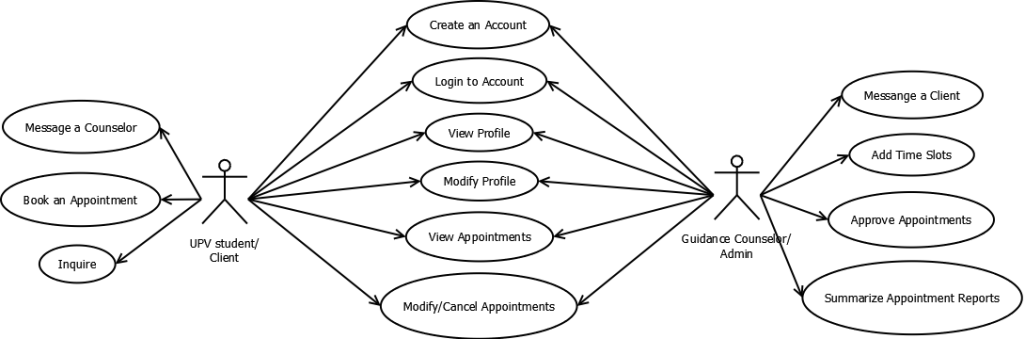 Create an Account
Login to Account
View Profile
Modify Profile
View Appointments
Modify/Cancel Appointments
Message a Counselor
Book an Appointment
Inquire
UPV student/
Client
Guidance Counselor/
Admin
Messange a Client
Add Time Slots
Approve Appointments
Summarize Appointment Reports